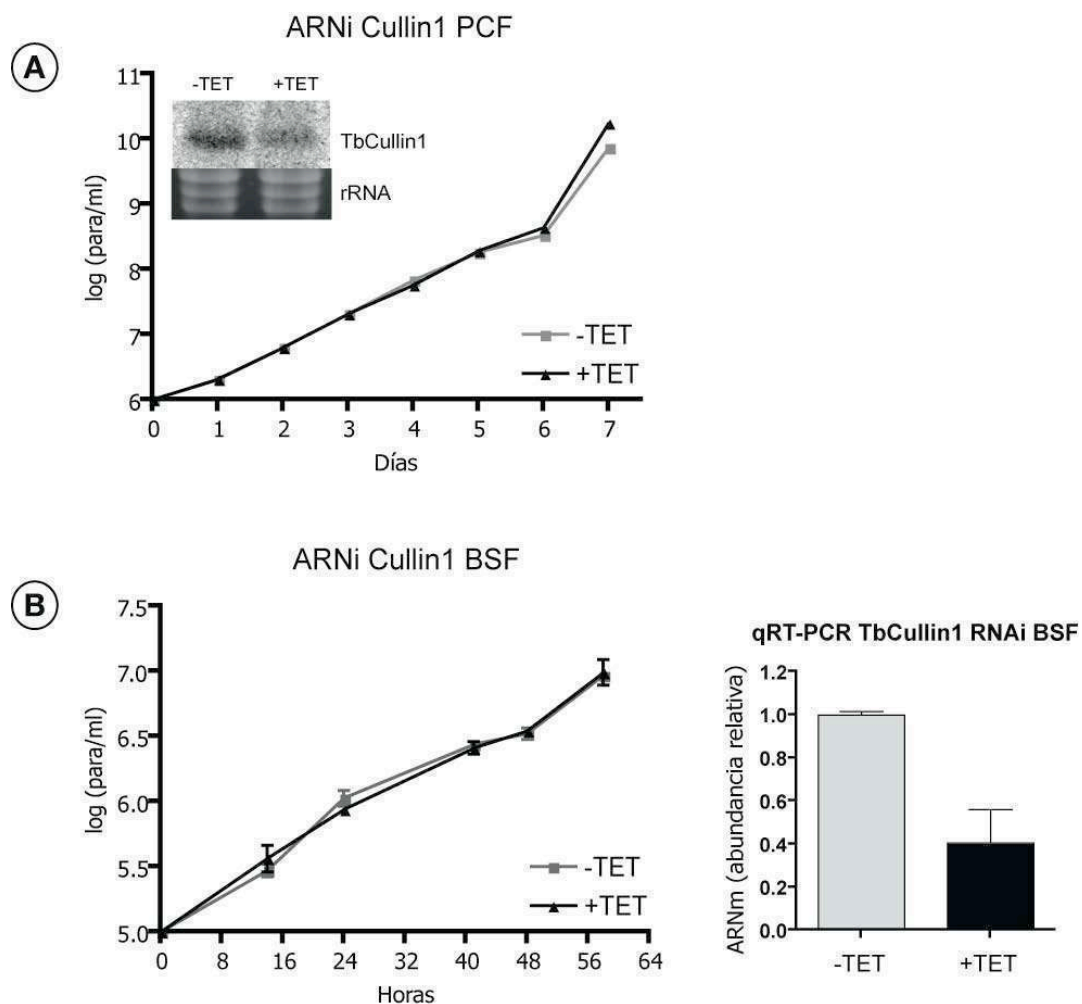 ARNi Cullin1 PCF
A
-TET +TET
TbCullin1
rRNA
11
10
9
8
7
6
log (para/ml)
-TET
+TET
0 1 2 3 4 5 6 7
Días
ARNi Cullin1 BSF
B
7.5
7.0
6.5
6.0
5.5
5.0
log (para/ml)
-TET
+TET
0 8 16 24 32 40 48 56 64
Horas
qRT-PCR TbCullin1 RNAi BSF
1.2
1.0
0.8
0.6
0.4
0.2
0.0
ARNm (abundancia relativa)
-TET +TET